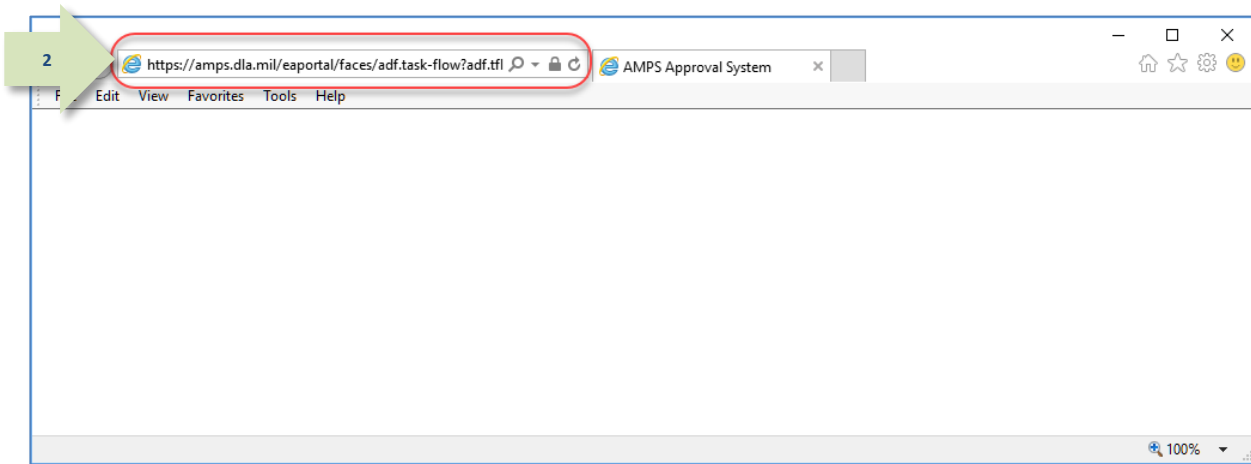 2
https://amps.dla.mil/eaportal/faces/adf.task-flow?adf.tfl
AMPS Approval System
Edit View Favorites Tools Help
100%